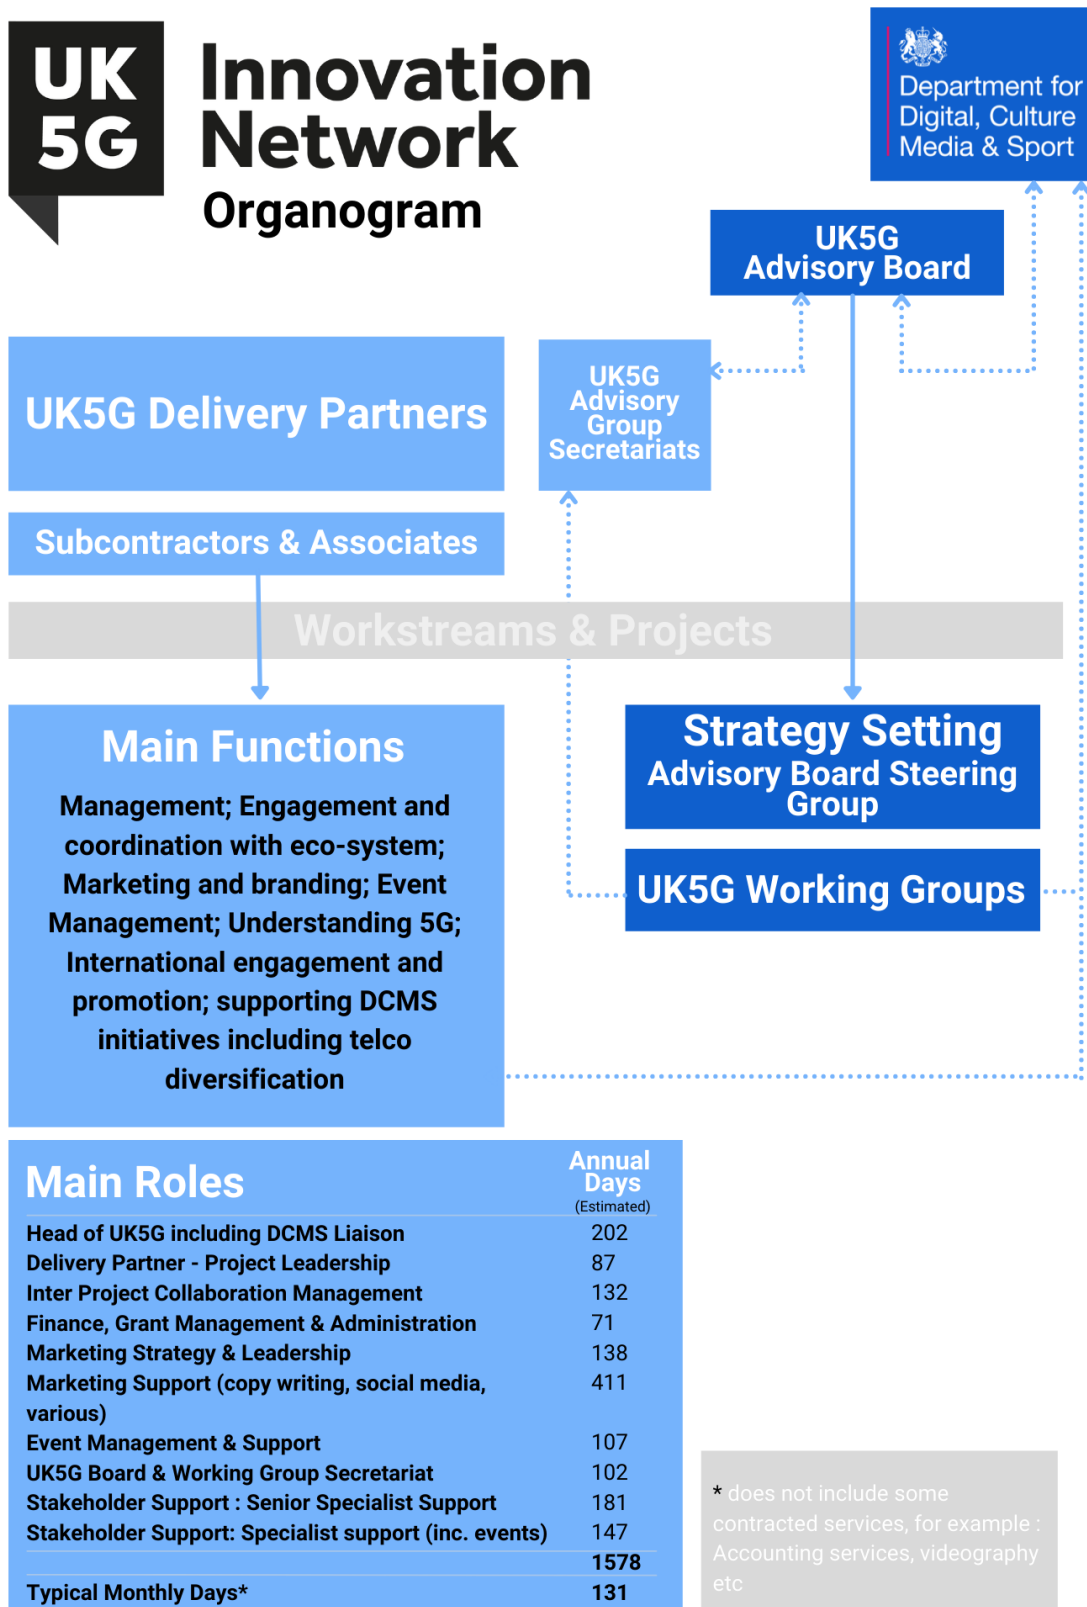 UK
5G
Innovation
Network
Organogram
Department for
Digital, Culture
Media & Sport
UK5G
Advisory Board
UK5G Delivery Partners
UK5G
Advisory
Group
Secretariats
Subcontractors & Associates
Workstreams & Projects
Main Functions
Management; Engagement and
coordination with eco-system;
Marketing and branding; Event
Management; Understanding 5G;
International engagement and
promotion; supporting DCMS
initiatives including telco
diversification
Strategy Setting
Advisory Board Steering
Group
UK5G Working Groups
Main Roles
Annual
Days
(Estimated)
Head of UK5G including DCMS Liaison 202
Delivery Partner - Project Leadership 87
Inter Project Collaboration Management 132
Finance, Grant Management & Administration 71
Marketing Strategy & Leadership 138
Marketing Support (copy writing, social media, 411
various)
Event Management & Support 107
UK5G Board & Working Group Secretariat 102
Stakeholder Support : Senior Specialist Support 181
Stakeholder Support: Specialist support (inc. events) 147
1578
Typical Monthly Days* 131
* does not include some
contracted services, for example :
Accounting services, videography
etc